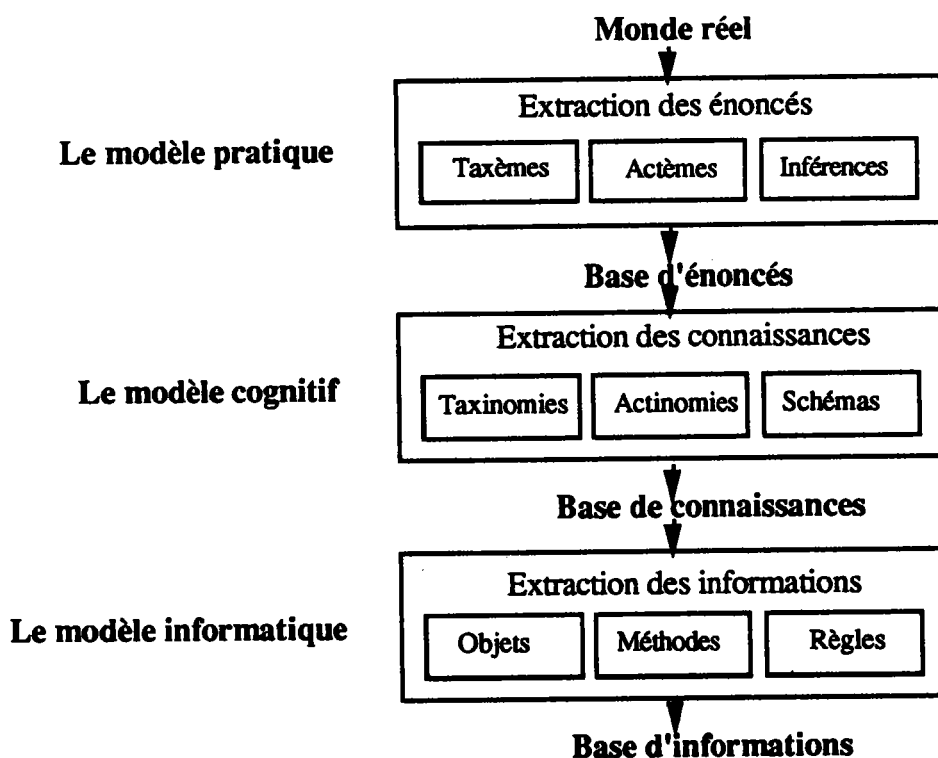 Monde réel
Extraction des énoncés
Le modèle pratique
Taxèmes Actèmes Inférences
Base d'énoncés
Extraction des connaissances
Le modèle cognitif
Taxinomies Actinomies Schémas
Base de connaissances
Extraction des informations
Le modèle informatique
Objets Méthodes Règles
Base d'informations